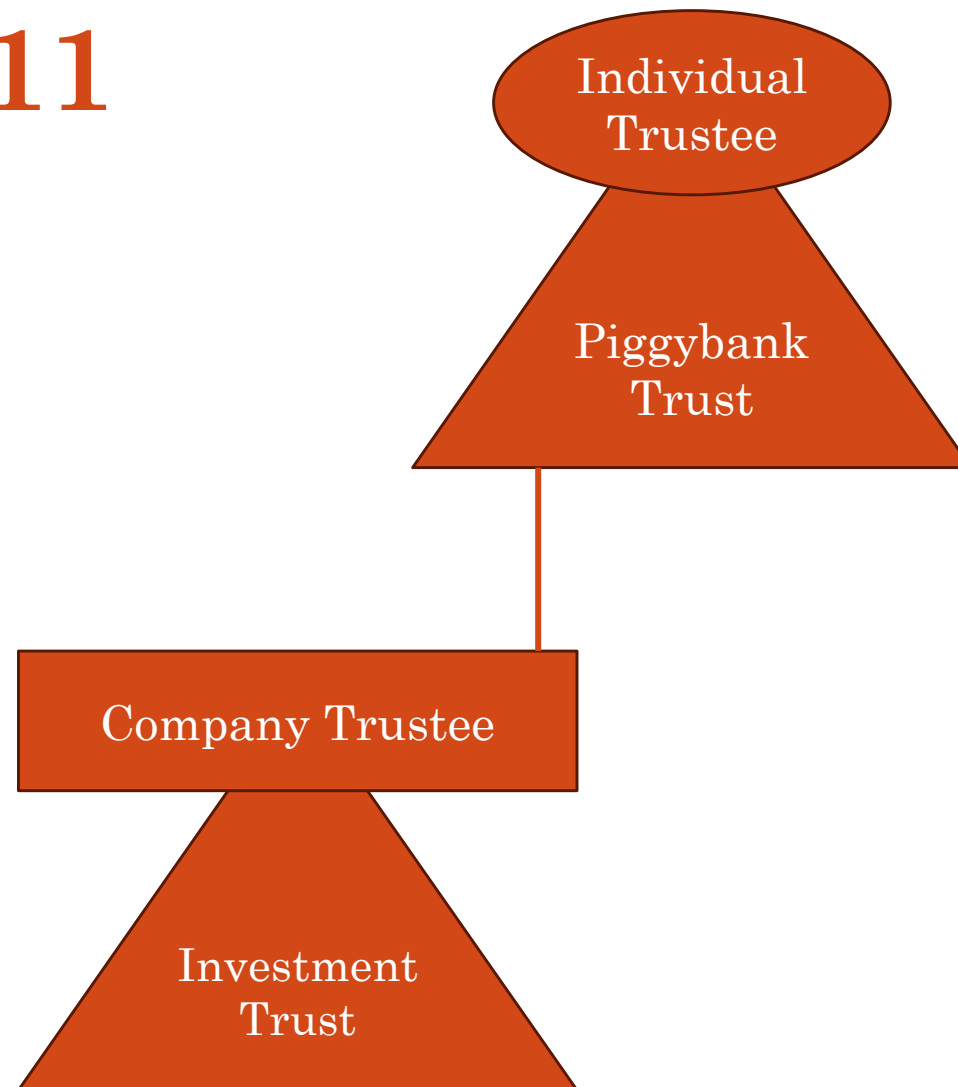 11
Individual
Trustee
Piggybank
Trust
Company Trustee
Investment
Trust